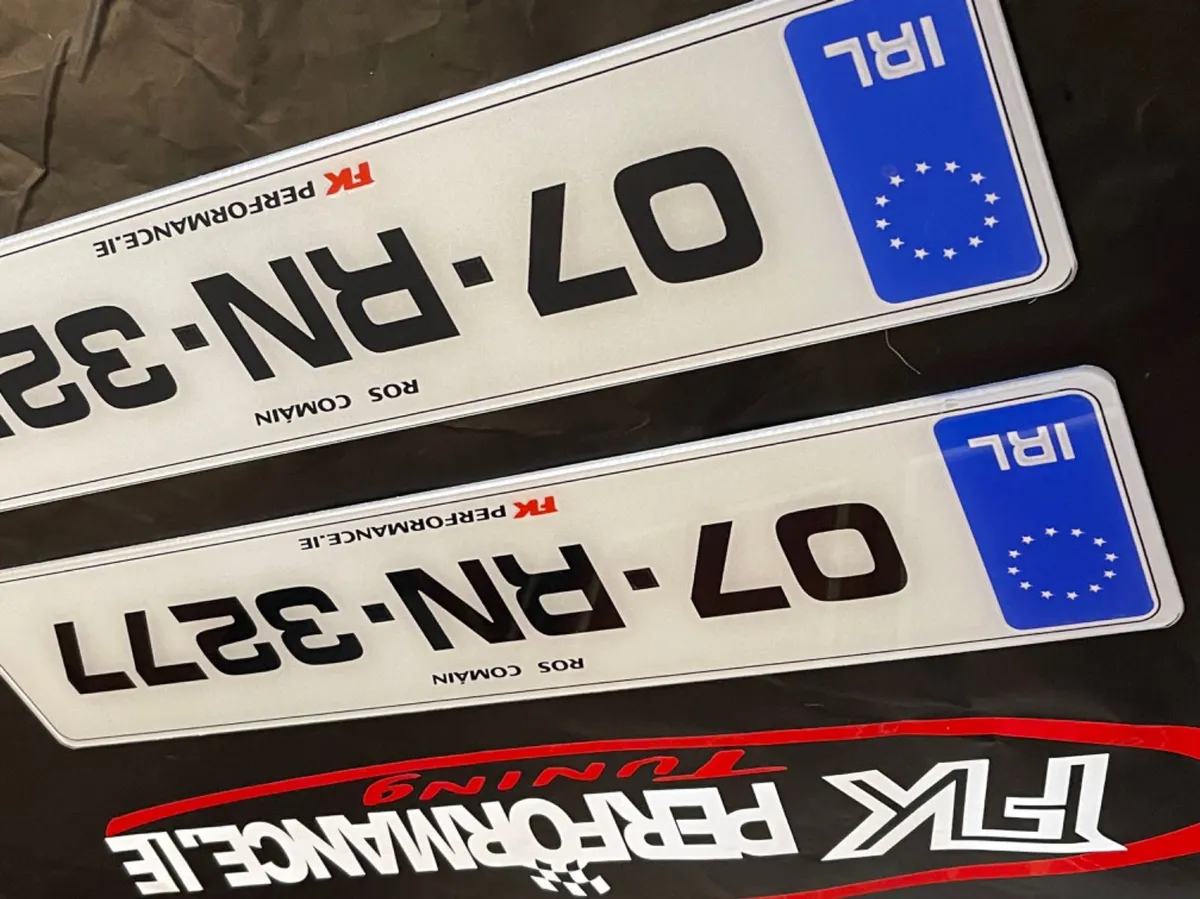 FK PERFORMANCE.IE
Tuning
ROS COMÁIN
IRL 07·RN·3277
FK PERFORMANCE.IE
ROS COMÁIN
IRL 07·RN·32
FK PERFORMANCE.IE